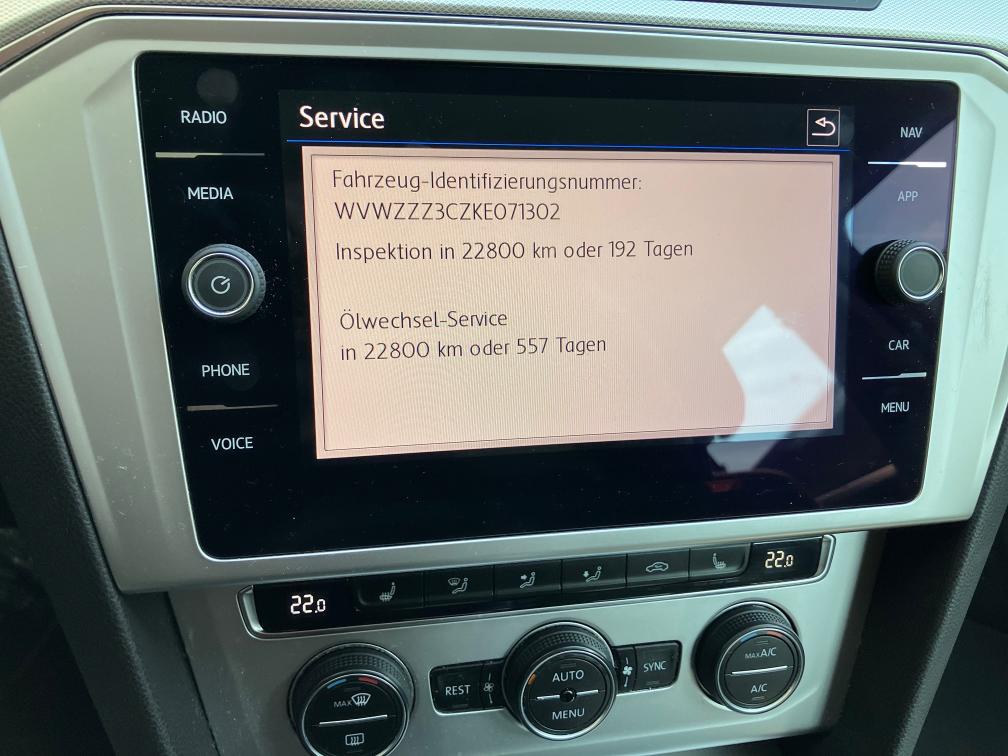 RADIO
Service
NAV
MEDIA
APP
Fahrzeug-Identifizierungsnummer:
WVWZZZ3CZKE071302
Inspektion in 22800 km oder 192 Tagen
Ölwechsel-Service
in 22800 km oder 557 Tagen
PHONE
CAR
VOICE
MENU
22.0
22.0
MAX
REST
AUTO
MENU
SYNC
MAX A/C
A/C